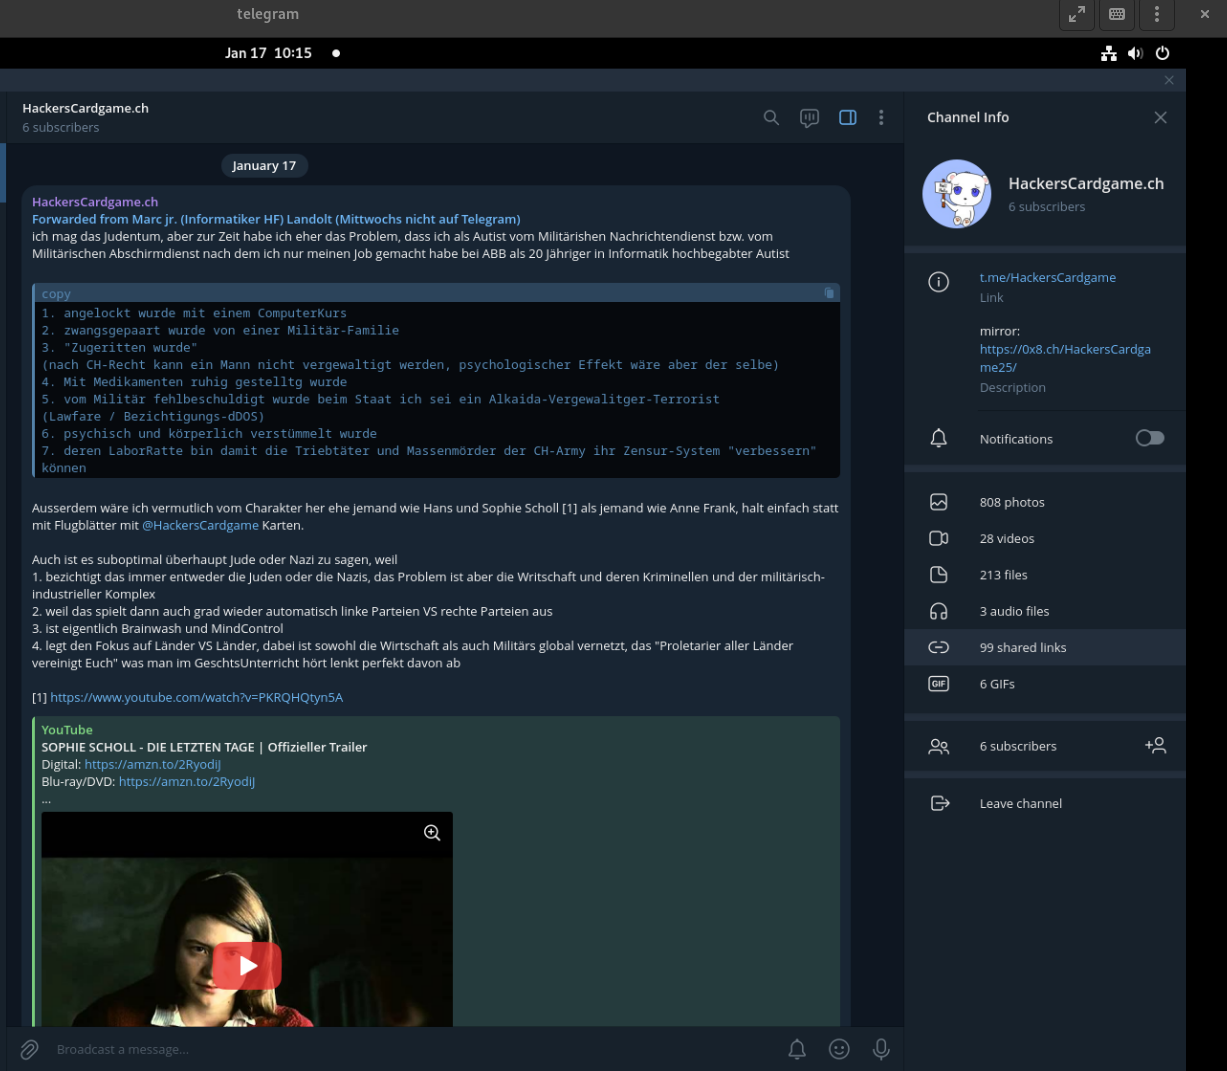 telegram
Jan 17 10:15
HackersCardgame.ch
6 subscribers
January 17
HackersCardgame.ch
Forwarded from Marc jr. (Informatiker HF) Landolt (Mittwochs nicht auf Telegram)
ich mag das Judentum, aber zur Zeit habe ich eher das Problem, dass ich als Autist vom Militärishen Nachrichtendienst bzw. vom
Militärischen Abschirmdienst nach dem ich nur meinen Job gemacht habe bei ABB als 20 Jähriger in Informatik hochbegabter Autist
copy
1. angelockt wurde mit einem ComputerKurs
2. zwangsgepaart wurde von einer Militär-Familie
3. "Zugeritten wurde"
(nach CH-Recht kann ein Mann nicht vergewaltigt werden, psychologischer Effekt wäre aber der selbe)
4. Mit Medikamenten ruhig gestelltg wurde
5. vom Militär fehlbeschuldigt wurde beim Staat ich sei ein Alkaida-Vergewalitger-Terrorist
(Lawfare / Bezichtigungs-dDOS)
6. psychisch und körperlich verstümmelt wurde
7. deren LaborRatte bin damit die Triebtäter und Massenmörder der CH-Army ihr Zensur-System "verbessern"
können
Ausserdem wäre ich vermutlich vom Charakter her ehe jemand wie Hans und Sophie Scholl [1] als jemand wie Anne Frank, halt einfach statt
mit Flugblätter mit @HackersCardgame Karten.
Auch ist es suboptimal überhaupt Jude oder Nazi zu sagen, weil
1. bezichtigt das immer entweder die Juden oder die Nazis, das Problem ist aber die Writschaft und deren Kriminellen und der militärisch-
industrieller Komplex
2. weil das spielt dann auch grad wieder automatisch linke Parteien VS rechte Parteien aus
3. ist eigentlich Brainwash und MindControl
4. legt den Fokus auf Länder VS Länder, dabei ist sowohl die Wirtschaft als auch Militärs global vernetzt, das "Proletarier aller Länder
vereinigt Euch" was man im GeschtsUnterricht hört lenkt perfekt davon ab
[1] https://www.youtube.com/watch?v=PKRQHQtyn5A
YouTube
SOPHIE SCHOLL - DIE LETZTEN TAGE | Offizieller Trailer
Digital: https://amzn.to/2RyodiJ
Blu-ray/DVD: https://amzn.to/2RyodiJ
...
Broadcast a message...
Channel Info
HackersCardgame.ch
6 subscribers
t.me/HackersCardgame
Link
mirror:
https://0x8.ch/HackersCardga
me25/
Description
Notifications
808 photos
28 videos
213 files
3 audio files
99 shared links
GIF
6 GIFs
6 subscribers
Leave channel